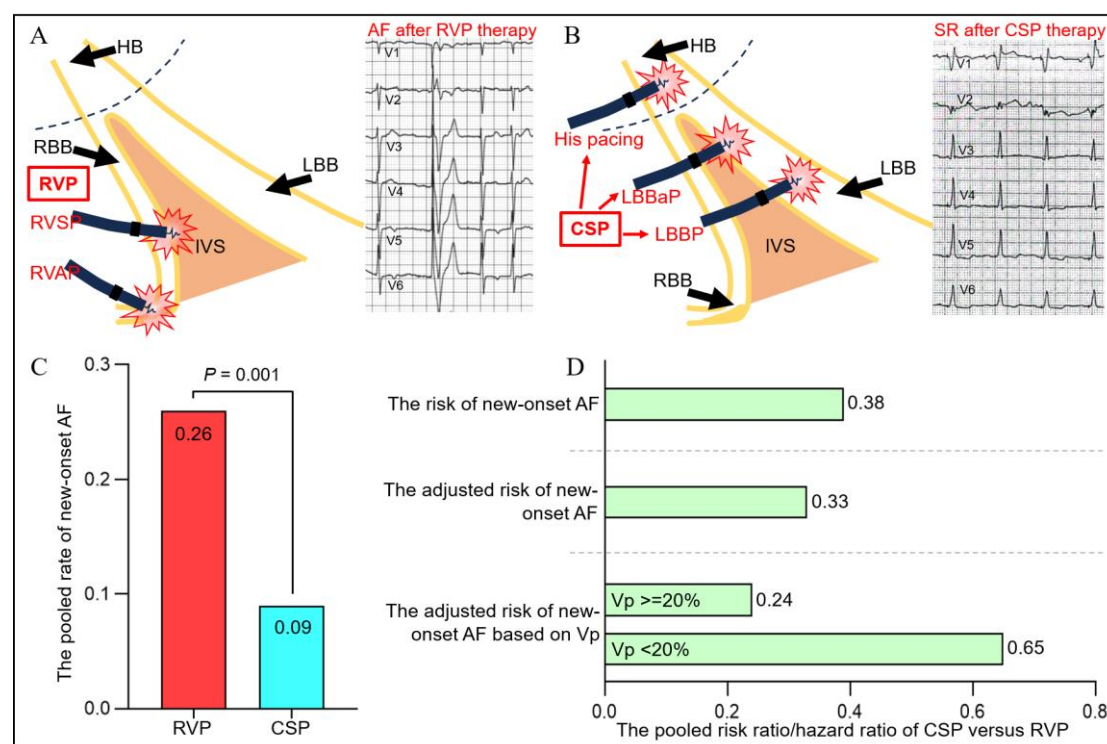 A
HB
RBB
RVP
RVSP
RVAP
IVS
LBB
AF after RVP therapy
V1
V2
V3
V4
V5
V6
B
HB
His pacing
LBBaP
CSP
LBBP
LBB
IVS
RBB
SR after CSP therapy
V1
V2
V3
V4
V5
V6
C
The pooled rate of new-onset AF
0.3
0.2
0.1
0.0
P = 0.001
0.26
0.09
RVP
CSP
D
The risk of new-onset AF
0.38
The adjusted risk of new-
onset AF
0.33
The adjusted risk of new-
onset AF based on Vp
Vp >=20%
0.24
Vp <20%
0.65
0.0
0.2
0.4
0.6
0.8
The pooled risk ratio/hazard ratio of CSP versus RVP